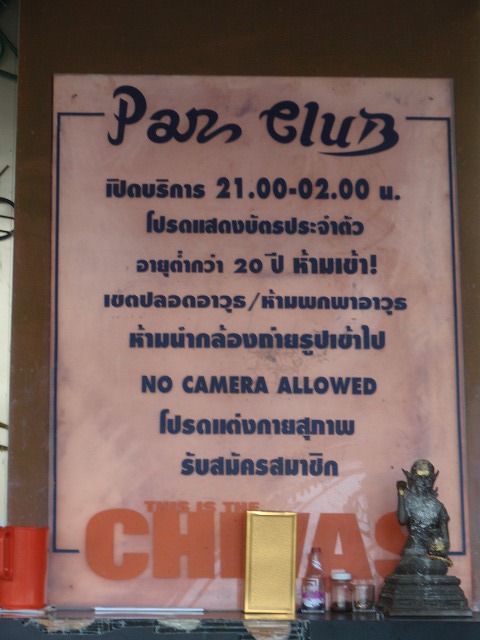 Pan Club
เปิดบริการ 21.00-02.00 น.
โปรดแสดงบัตรประจำตัว
อายุต่ำกว่า 20 ปี ห้ามเข้า!
เขตปลอดอาวุธ/ห้ามพกพาอาวุธ
ห้ามนำกล้องถ่ายรูปเข้าไป
NO CAMERA ALLOWED
โปรดแต่งกายสุภาพ
รับสมัครสมาชิก
THIS IS THE